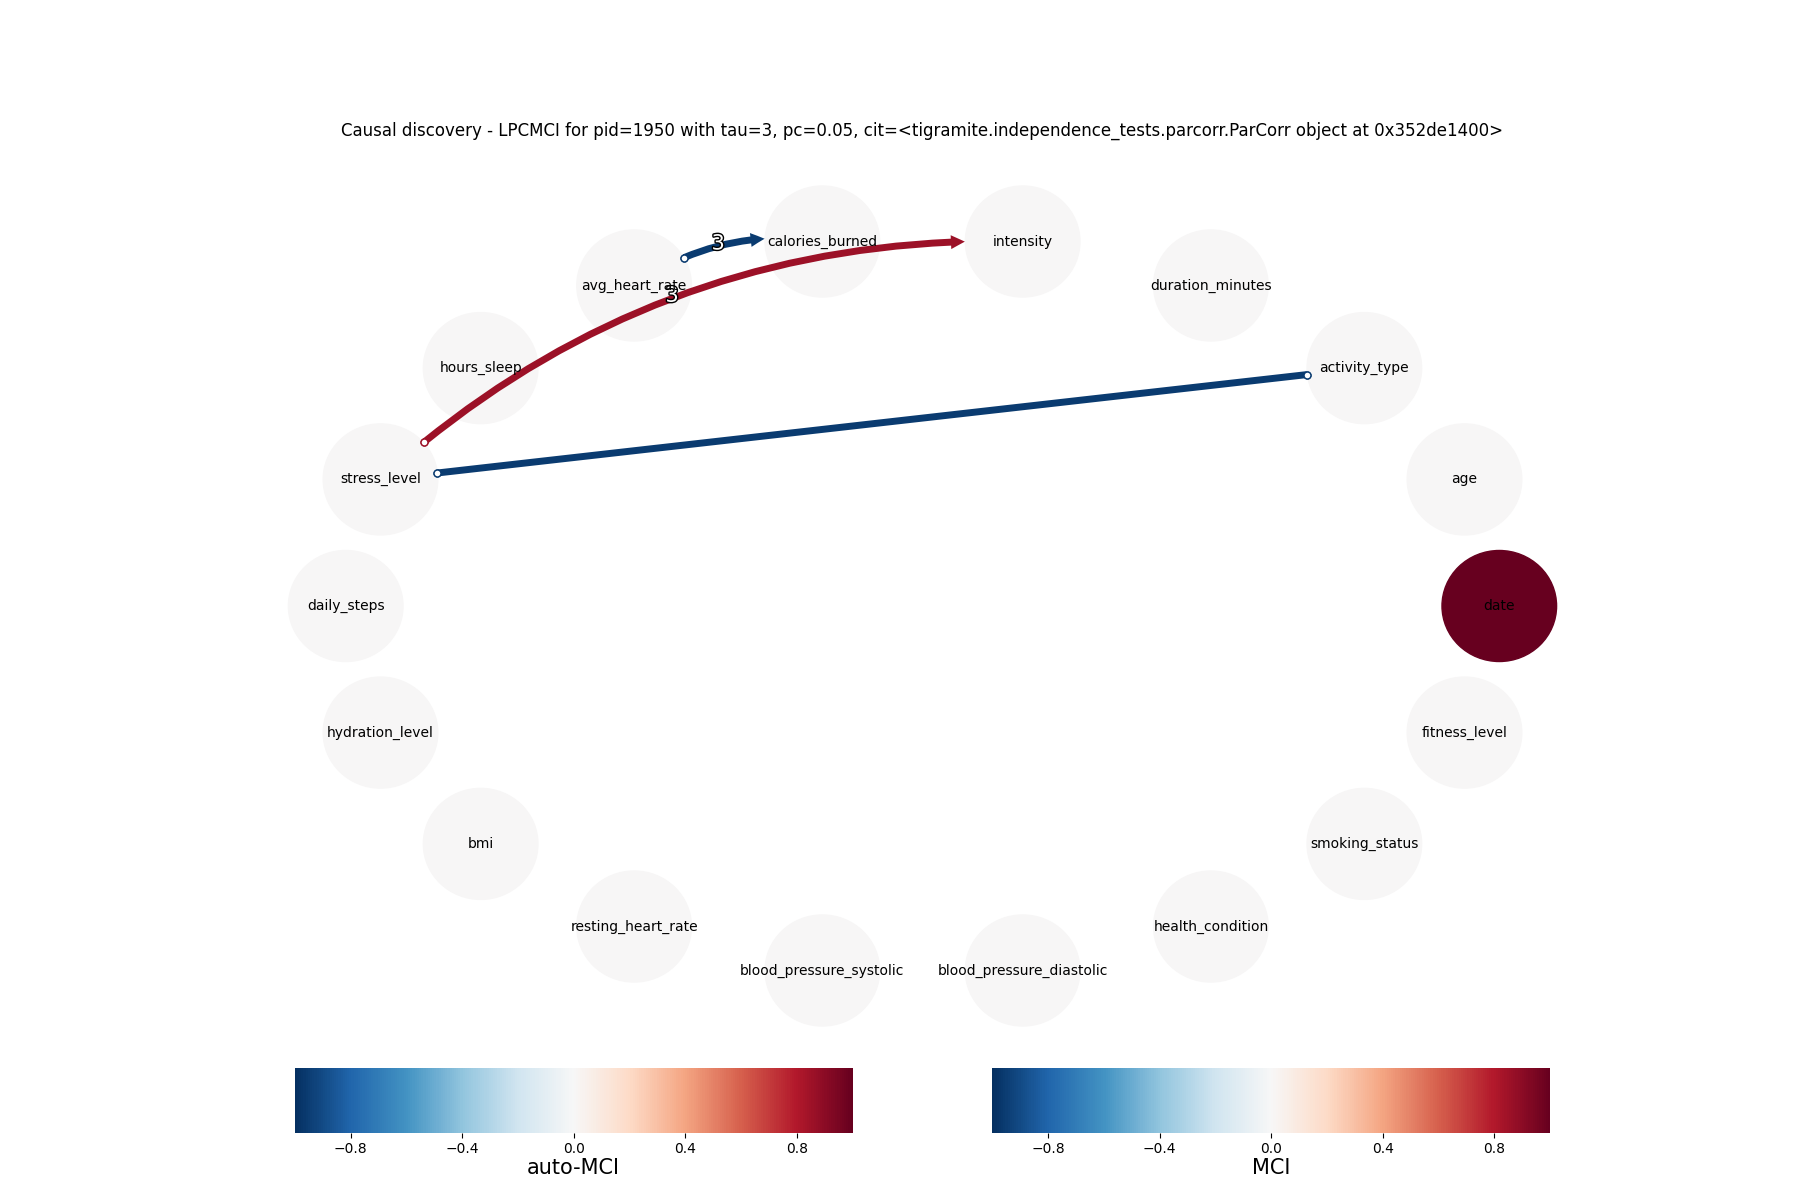 Causal discovery - LPCMCI for pid=1950 with tau=3, pc=0.05, cit=<tigramite.independence_tests.parcorr.ParCorr object at 0x352de1400>
calories_burned
intensity
3
avg_heart_rate
duration_minutes
3
hours_sleep
activity_type
stress_level
age
daily_steps
date
hydration_level
fitness_level
bmi
smoking_status
resting_heart_rate
health_condition
blood_pressure_systolic
blood_pressure_diastolic
−0.8 −0.4 0.0 0.4 0.8
auto-MCI
−0.8 −0.4 0.0 0.4 0.8
MCI